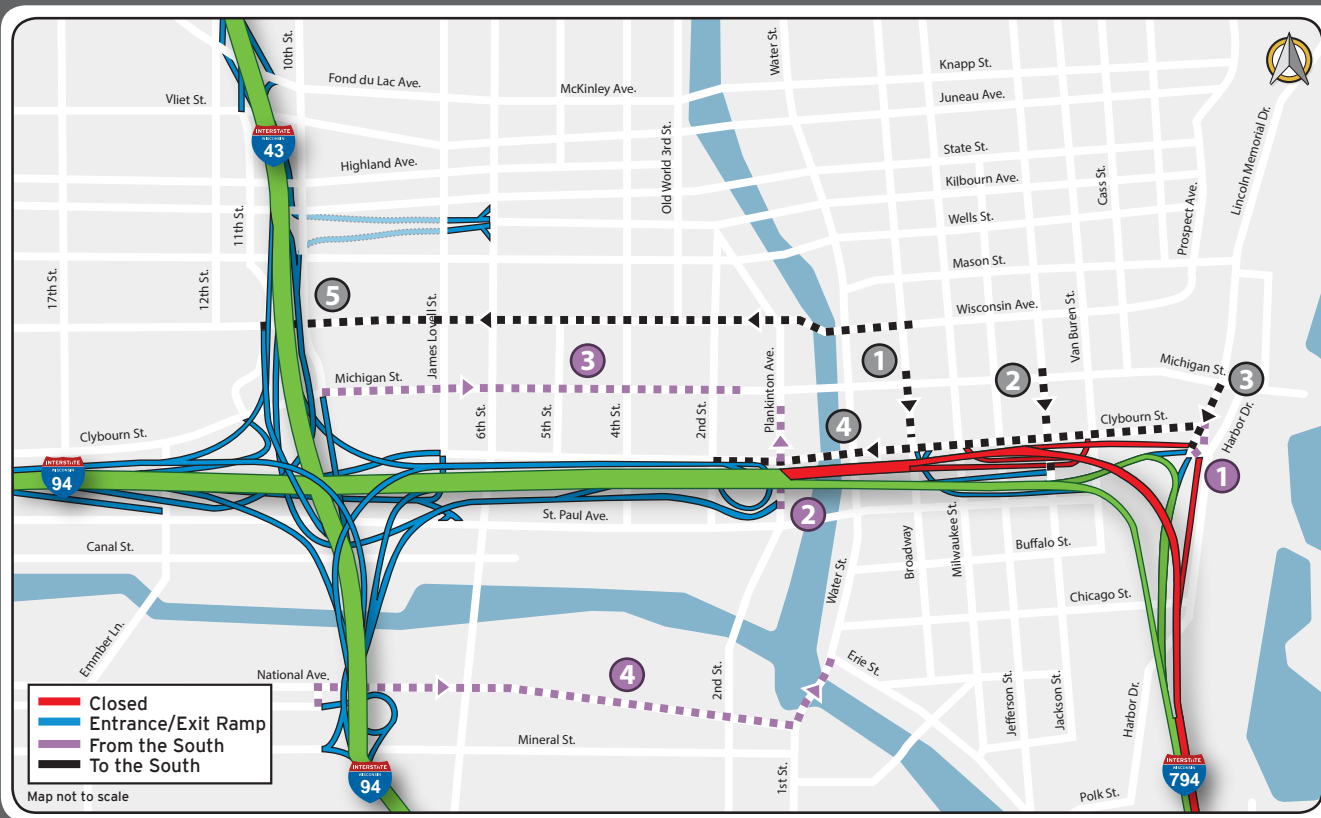 10th St.
Water St.
Knapp St.
Fond du Lac Ave.
McKinley Ave.
Juneau Ave.
Vliet St.
INTERSTATE
WISCONSIN
43
Old World 3rd St.
Lincoln Memorial Dr.
State St.
Highland Ave.
Kilbourn Ave.
Cass St.
Prospect Ave.
11th St.
Wells St.
Mason St.
17th St.
12th St.
5
James Lovell St.
Wisconsin Ave.
Van Buren St.
3
1
2
Michigan St.
3
Michigan St.
Plankinton Ave.
Clybourn St.
Harbor Dr.
4
6th St.
5th St.
4th St.
2nd St.
Clybourn St.
INTERSTATE
WISCONSIN
94
1
2
St. Paul Ave.
Canal St.
Broadway
Milwaukee St.
Buffalo St.
Water St.
Chicago St.
Emmber Ln.
National Ave.
4
2nd St.
Erie St.
Jefferson St.
Jackson St.
Harbor Dr.
Closed
Entrance/Exit Ramp
From the South
To the South
Mineral St.
1st St.
INTERSTATE
WISCONSIN
94
INTERSTATE
WISCONSIN
794
Polk St.
Map not to scale